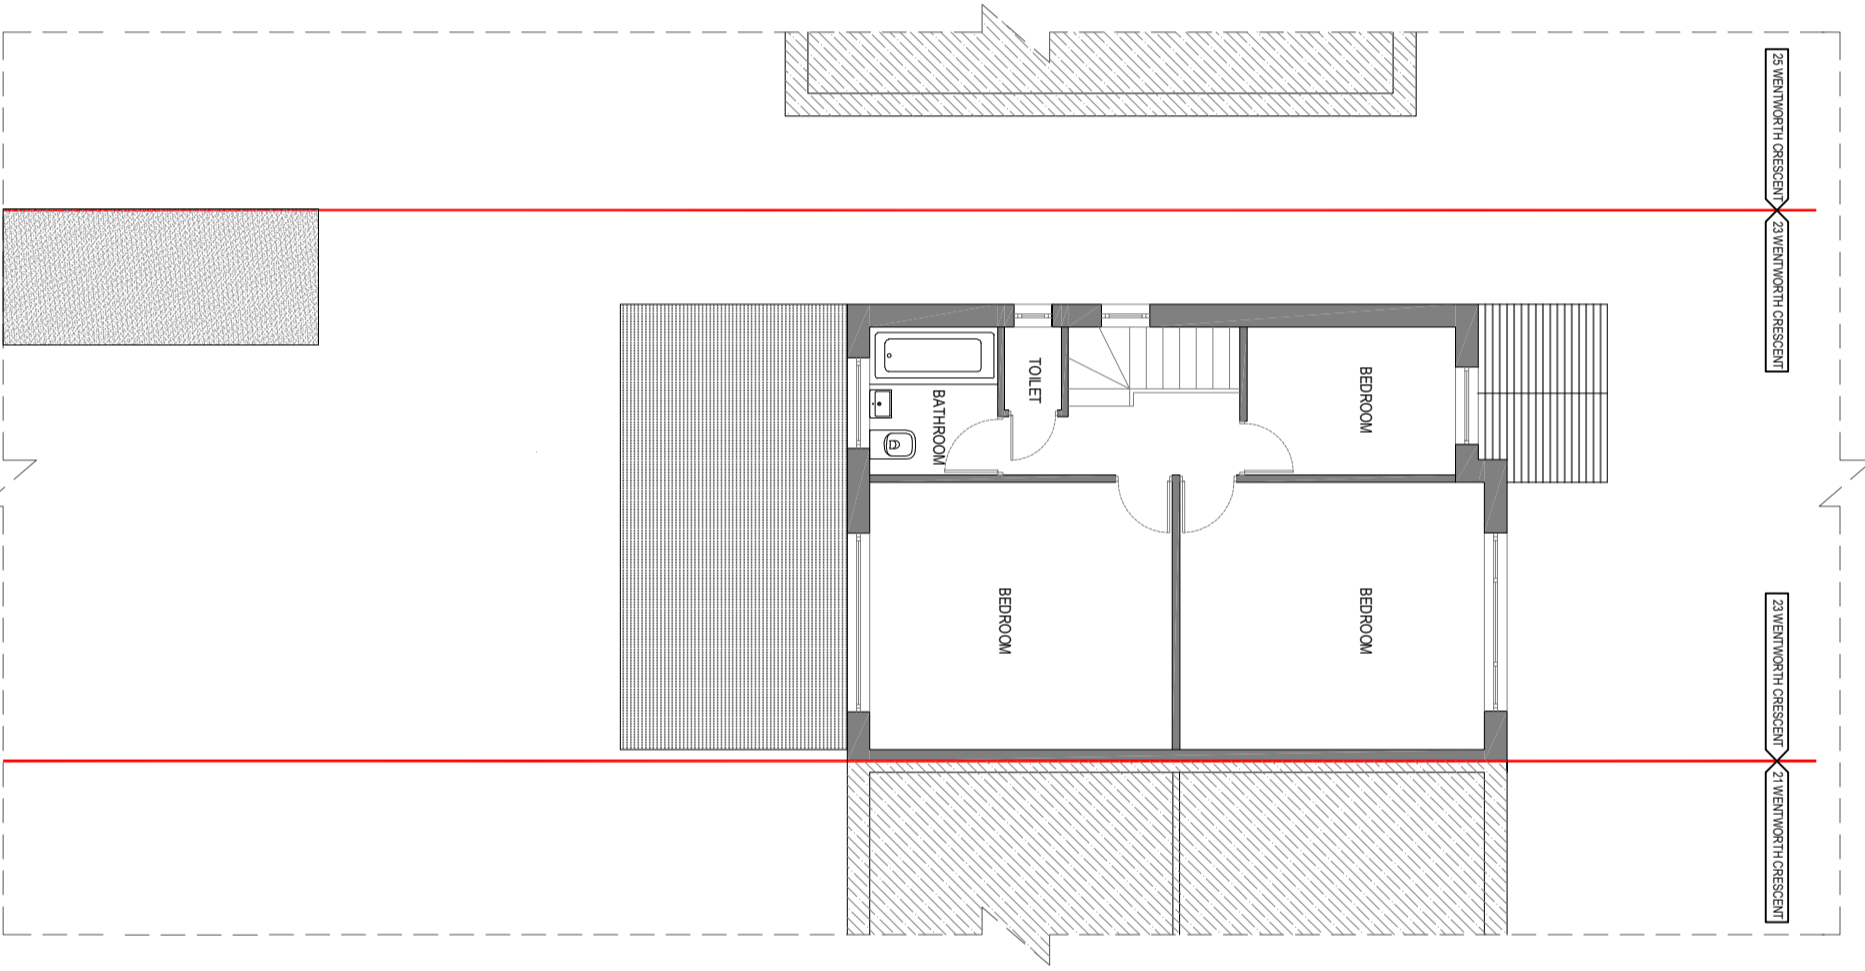 25 WENTWORTH CRESCENT
23 WENTWORTH CRESCENT
TOILET
BATHROOM
BEDROOM
BEDROOM
BEDROOM
23 WENTWORTH CRESCENT
21 WENTWORTH CRESCENT